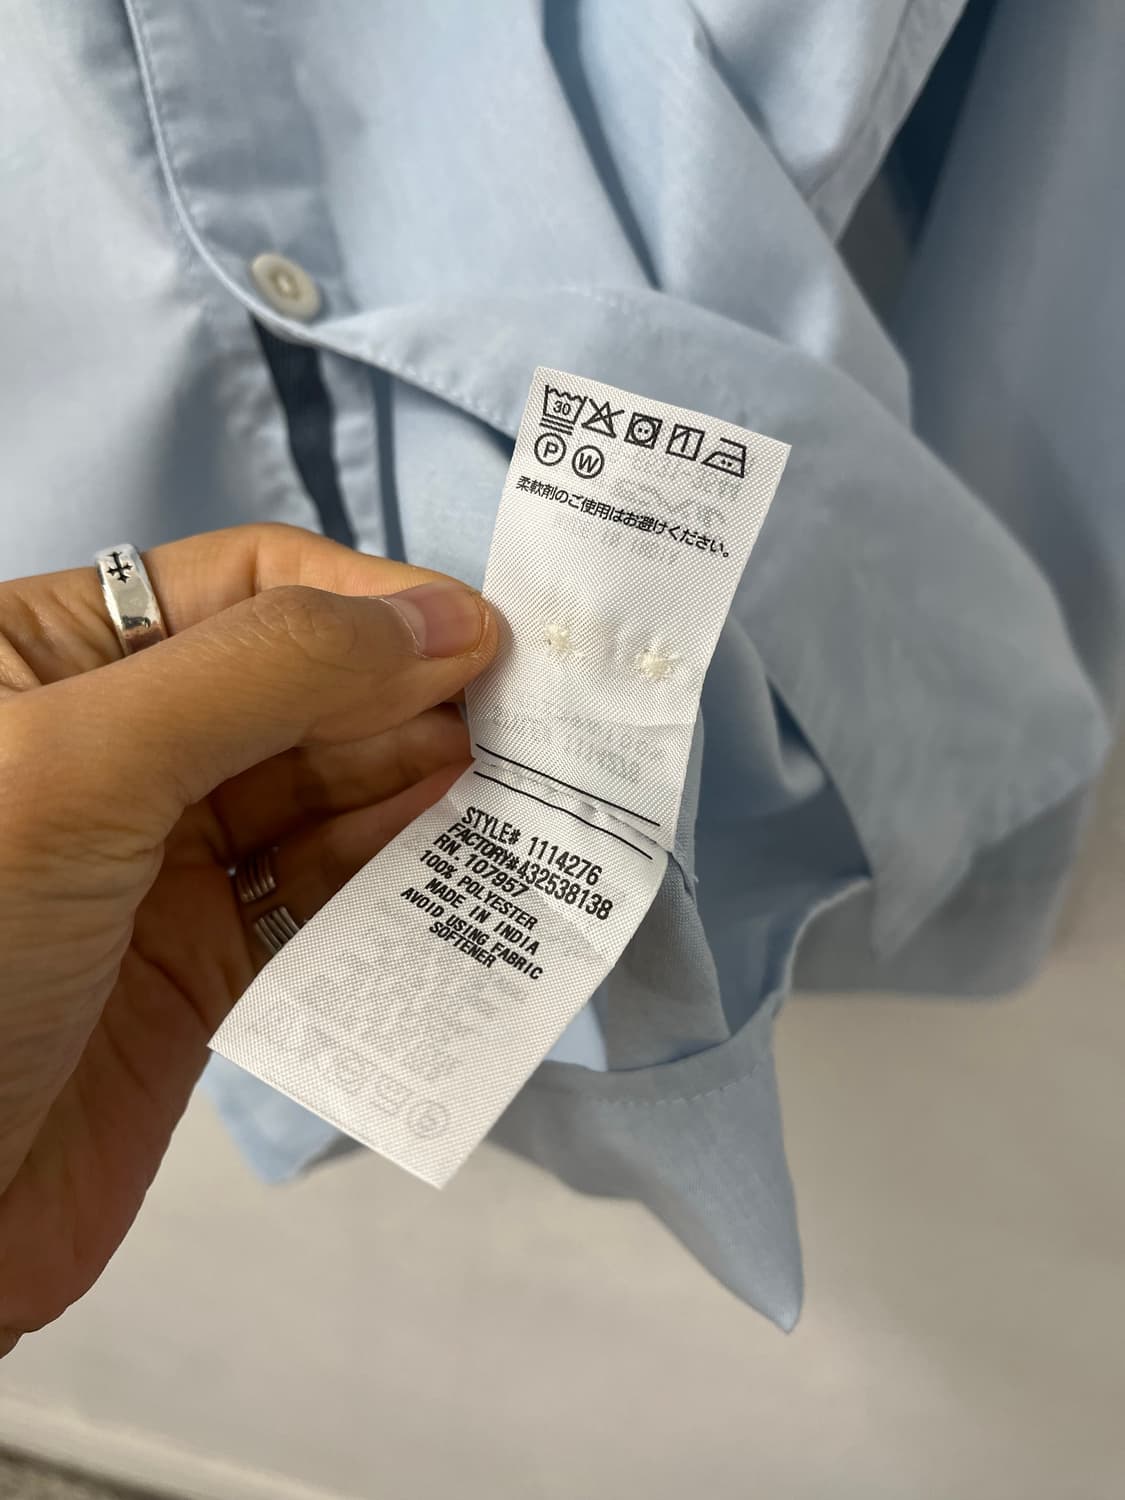 30
P W
柔軟剤のご使用はお避けください。
STYLE# 1114276
FACTORY#432538138
RN. 107957
100% POLYESTER
MADE IN INDIA
AVOID USING FABRIC
SOFTENER